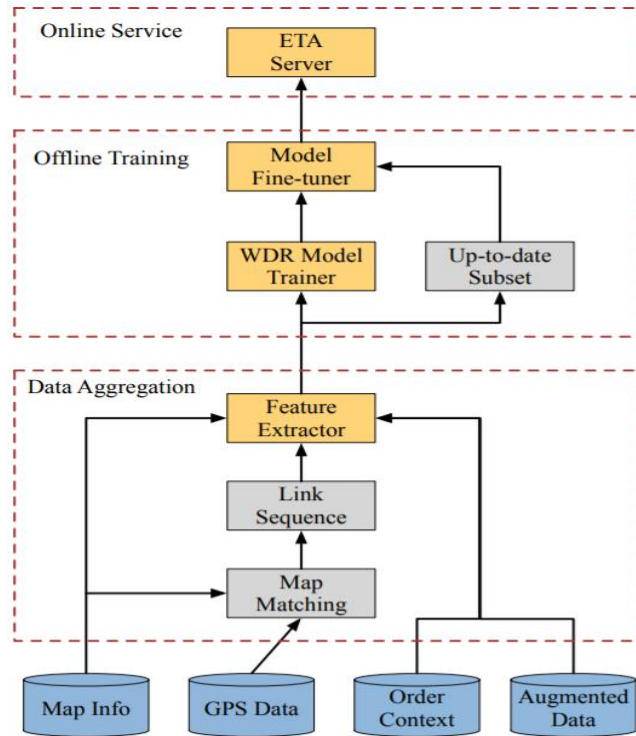 Online Service
ETA
Server
Offline Training
Model
Fine-tuner
WDR Model
Trainer
Up-to-date
Subset
Data Aggregation
Feature
Extractor
Link
Sequence
Map
Matching
Map Info
GPS Data
Order
Context
Augmented
Data